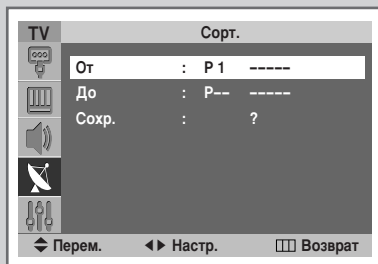 TV Сорт.
От : P 1 -----
До : P-- -----
Сохр. : ?
Перем. Настр. Возврат